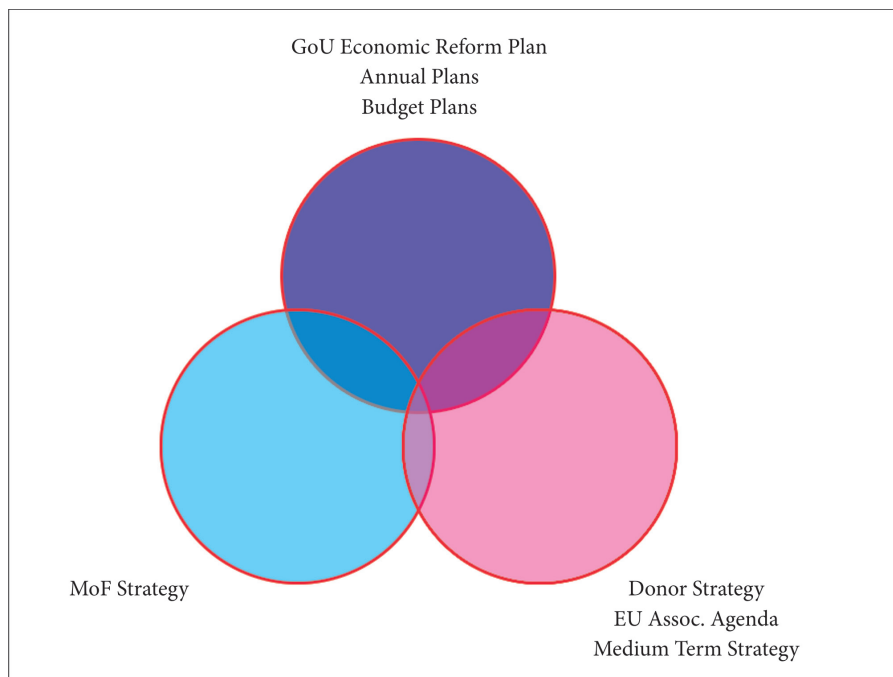 GoU Economic Reform Plan
Annual Plans
Budget Plans
MoF Strategy
Donor Strategy
EU Assoc. Agenda
Medium Term Strategy